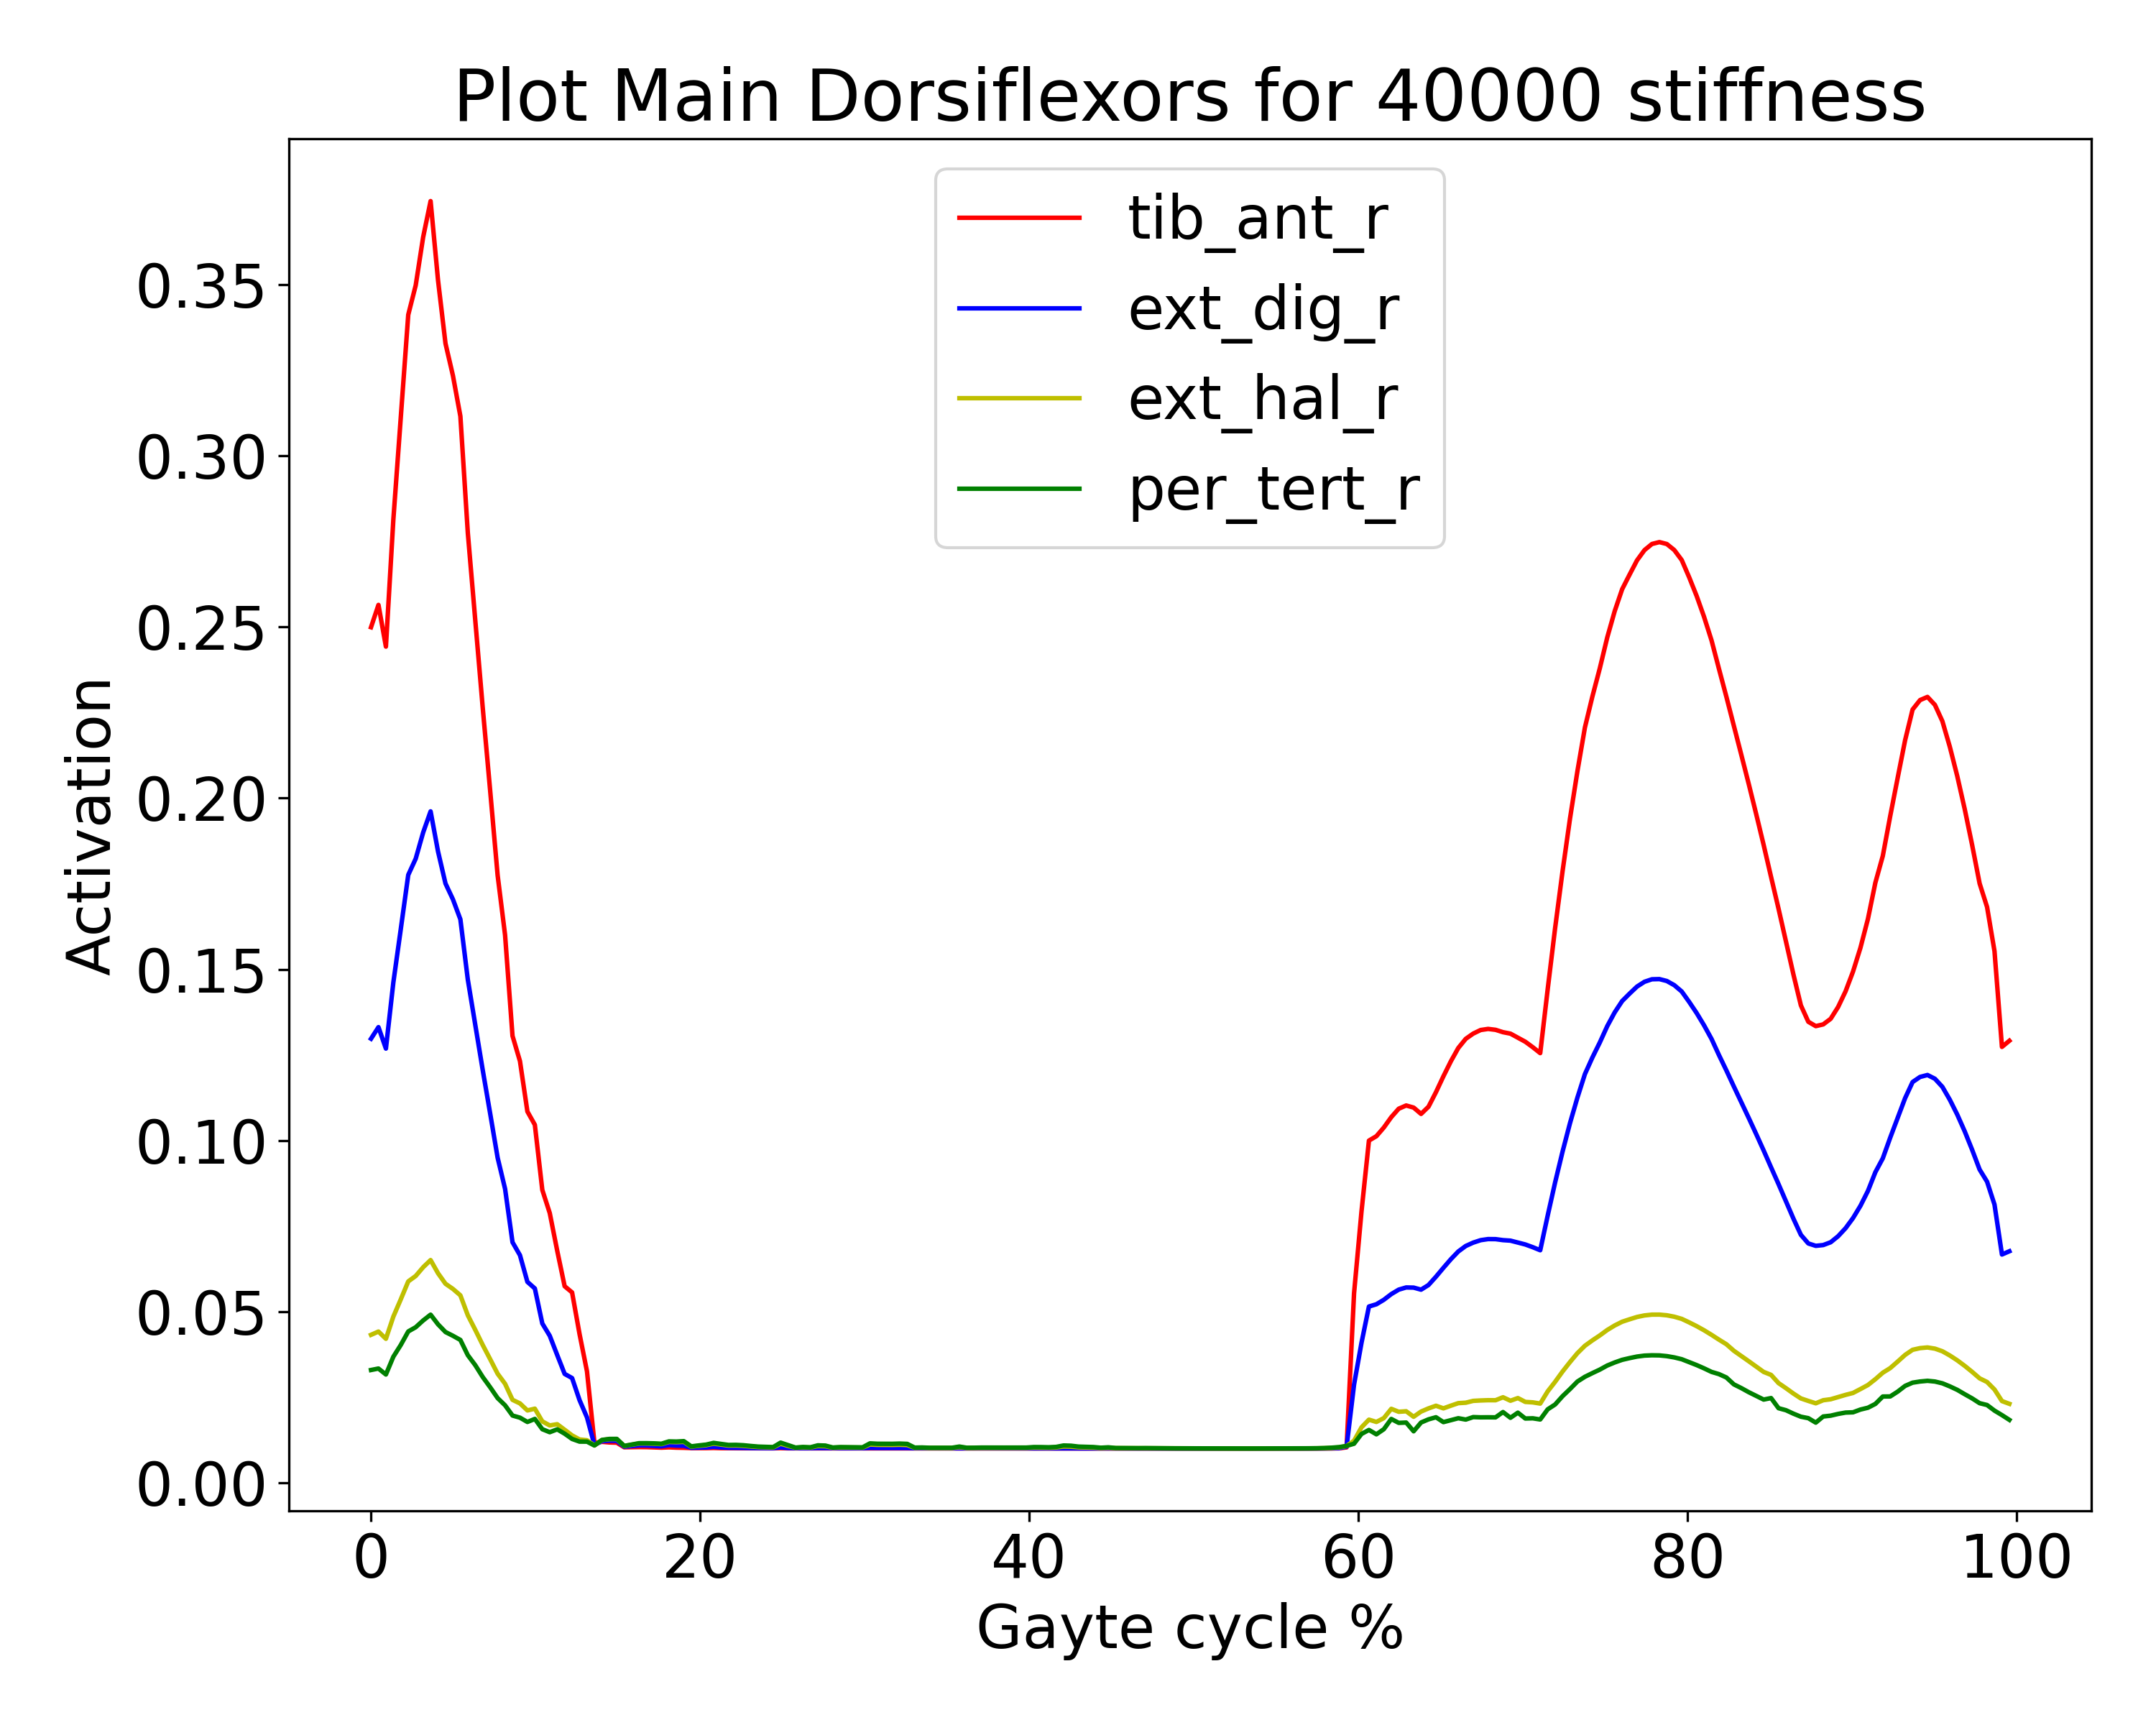 Plot Main Dorsiflexors for 40000 stiffness
tib_ant_r
ext_dig_r
ext_hal_r
per_tert_r
Activation
0.35
0.30
0.25
0.20
0.15
0.10
0.05
0.00
0 20 40 60 80 100
Gayte cycle %